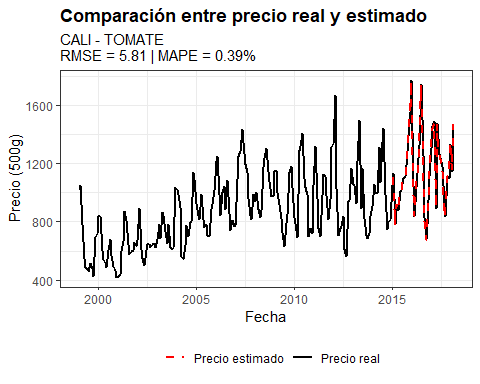 Comparación entre precio real y estimado
CALI - TOMATE
RMSE = 5.81 | MAPE = 0.39%
Precio (500g)
1600
1200
800
400
2000
2005
2010
2015
Fecha
Precio estimado
Precio real